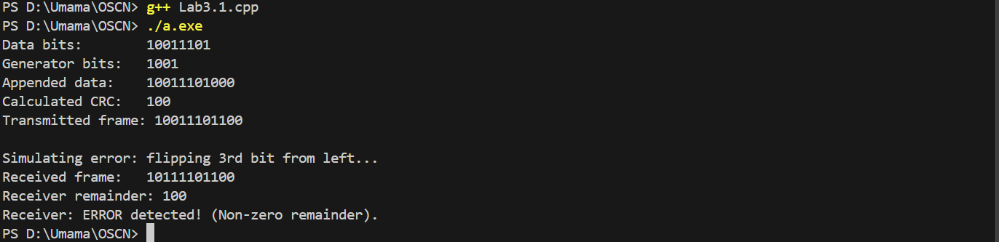 PS D:\Umama\OSCN> g++ Lab3.1.cpp
PS D:\Umama\OSCN> ./a.exe
Data bits:        10011101
Generator bits:   1001
Appended data:    10011101000
Calculated CRC:   100
Transmitted frame: 10011101100

Simulating error: flipping 3rd bit from left...
Received frame:   10111101100
Receiver remainder: 100
Receiver: ERROR detected! (Non-zero remainder).
PS D:\Umama\OSCN>